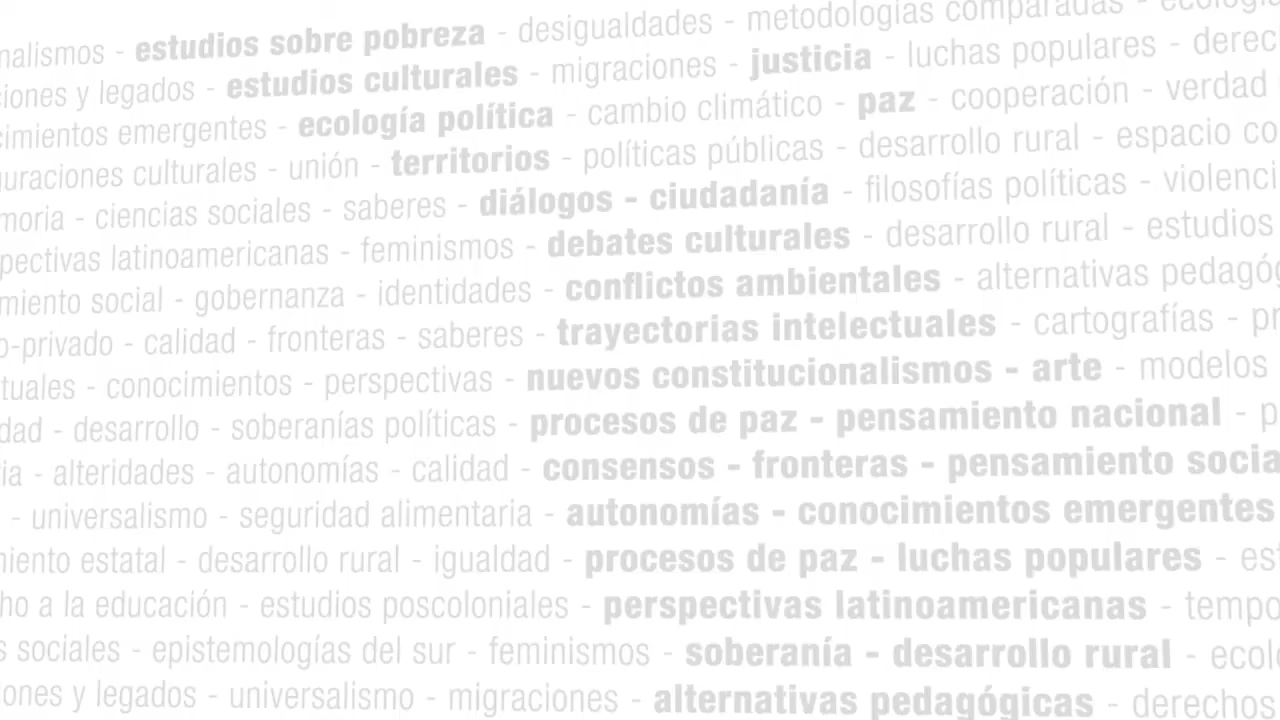 nalismos - estudios sobre pobreza - desigualdades - metodologías comparadas - ecología
ciones y legados - estudios culturales - migraciones - justicia - luchas populares - derec
cimientos emergentes - ecología política - cambio climático - paz - cooperación - verdad
uraciones culturales - unión - territorios - políticas públicas - desarrollo rural - espacio co
moria - ciencias sociales - saberes - diálogos - ciudadanía - filosofías políticas - violenci
pectivas latinoamericanas - feminismos - debates culturales - desarrollo rural - estudios
miento social - gobernanza - identidades - conflictos ambientales - alternativas pedagóg
o-privado - calidad - fronteras - saberes - trayectorias intelectuales - cartografías - pr
tuales - conocimientos - perspectivas - nuevos constitucionalismos - arte - modelos
dad - desarrollo - soberanías políticas - procesos de paz - pensamiento nacional - p
ia - alteridades - autonomías - calidad - consensos - fronteras - pensamiento socia
- universalismo - seguridad alimentaria - autonomías - conocimientos emergentes
niento estatal - desarrollo rural - igualdad - procesos de paz - luchas populares - est
ho a la educación - estudios poscoloniales - perspectivas latinoamericanas - tempo
s sociales - epistemologías del sur - feminismos - soberanía - desarrollo rural - ecol
iones y legados - universalismo - migraciones - alternativas pedagógicas - derechos